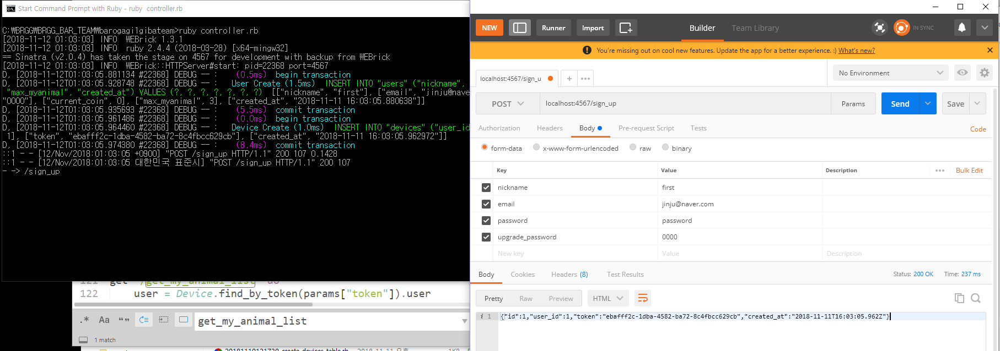 Start Command Prompt with Ruby - ruby  controller.rb
C:\BRGG\BRGG_BAR_TEAM\barogagi1gibateam>ruby controller.rb
[2018-11-12 01:03:03] INFO  WEBrick 1.3.1
[2018-11-12 01:03:03] INFO  ruby 2.4.4 (2018-03-28) [x64-mingw32]
== Sinatra (v2.0.4) has taken the stage on 4567 for development with backup from WEBrick
[2018-11-12 01:03:03] INFO  WEBrick::HTTPServer#start: pid=22368 port=4567
D, [2018-11-12T01:03:05.881134 #22368] DEBUG -- :    (0.5ms)  begin transaction
D, [2018-11-12T01:03:05.928748 #22368] DEBUG -- :   User Create (1.5ms)  INSERT INTO "users" ("nickname",
"max_myanimal", "created_at") VALUES (?, ?, ?, ?, ?, ?, ?)  [["nickname", "first"], ["email", "jinju@nave
"0000"], ["current_coin", 0], ["max_myanimal", 3], ["created_at", "2018-11-11 16:03:05.880638"]]
D, [2018-11-12T01:03:05.935693 #22368] DEBUG -- :    (5.5ms)  commit transaction
D, [2018-11-12T01:03:05.961486 #22368] DEBUG -- :    (0.0ms)  begin transaction
D, [2018-11-12T01:03:05.964460 #22368] DEBUG -- :   Device Create (1.0ms)  INSERT INTO "devices" ("user_id
1], ["token", "ebafff2c-1dba-4582-ba72-8c4fbcc629cb"], ["created_at", "2018-11-11 16:03:05.962972"]]
D, [2018-11-12T01:03:05.974380 #22368] DEBUG -- :    (8.4ms)  commit transaction
::1 - - [12/Nov/2018:01:03:05 +0900] "POST /sign_up HTTP/1.1" 200 107 0.1428
::1 - - [12/Nov/2018:01:03:05 대한민국 표준시] "POST /sign_up HTTP/1.1" 200 107
- -> /sign_up
121 get  /get_my_animal_list  do
122 user = Device.find_by_token(params["token"]).user
.* Aa “” get_my_animal_list
1 match
20181110121730_create_devices_table.rb 2018-11-11 오후 1KB
NEW Runner Import Builder Team Library IN SYNC
You're missing out on cool new features. Update the app for a better experience. :) What's new?
localhost:4567/sign_u + ••• No Environment
POST localhost:4567/sign_up Params Send Save
Authorization Headers Body Pre-request Script Tests Code
form-data x-www-form-urlencoded raw binary
Key Value Description ••• Bulk Edit
nickname first
email jinju@naver.com
password password
upgrade_password 0000
New key Value Description
Body Cookies Headers (8) Test Results Status: 200 OK Time: 237 ms
Pretty Raw Preview HTML
i 1 {"id":1,"user_id":1,"token":"ebafff2c-1dba-4582-ba72-8c4fbcc629cb","created_at":"2018-11-11T16:03:05.962Z"}